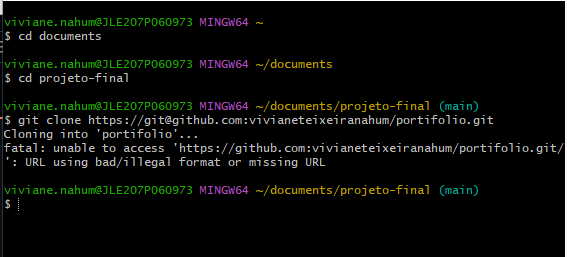 viviane.nahum@JLE207P060973 MINGW64 ~
$ cd documents
viviane.nahum@JLE207P060973 MINGW64 ~/documents
$ cd projeto-final
viviane.nahum@JLE207P060973 MINGW64 ~/documents/projeto-final (main)
$ git clone https://git@github.com:vivianeteixeiranahum/portifolio.git
Cloning into 'portifolio'...
fatal: unable to access 'https://github.com:vivianeteixeiranahum/portifolio.git/
': URL using bad/illegal format or missing URL
viviane.nahum@JLE207P060973 MINGW64 ~/documents/projeto-final (main)
$